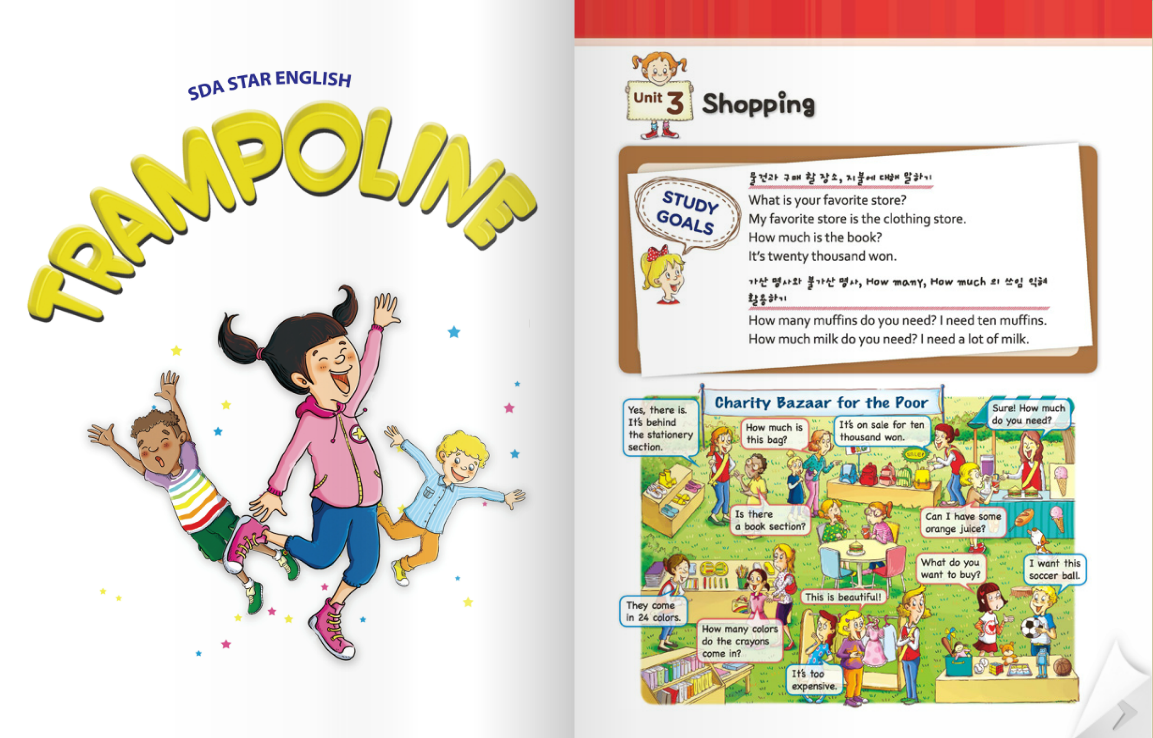 SDA STAR ENGLISH
TRAMPOLINE
Unit 3
Shopping
STUDY
GOALS
물건과 구매 할 장소, 지불에 대해 말하기
What is your favorite store?
My favorite store is the clothing store.
How much is the book?
It's twenty thousand won.
가산 명사와 불가산 명사, How many, How much 의 쓰임 익혀
활용하기
How many muffins do you need? I need ten muffins.
How much milk do you need? I need a lot of milk.
Charity Bazaar for the Poor
Yes, there is.
It's behind
the stationery
section.
How much is
this bag?
It's on sale for ten
thousand won.
Sure! How much
do you need?
Is there
a book section?
Can I have some
orange juice?
What do you
want to buy?
I want this
soccer ball.
They come
in 24 colors.
This is beautiful!
How many colors
do the crayons
come in?
It's too
expensive.